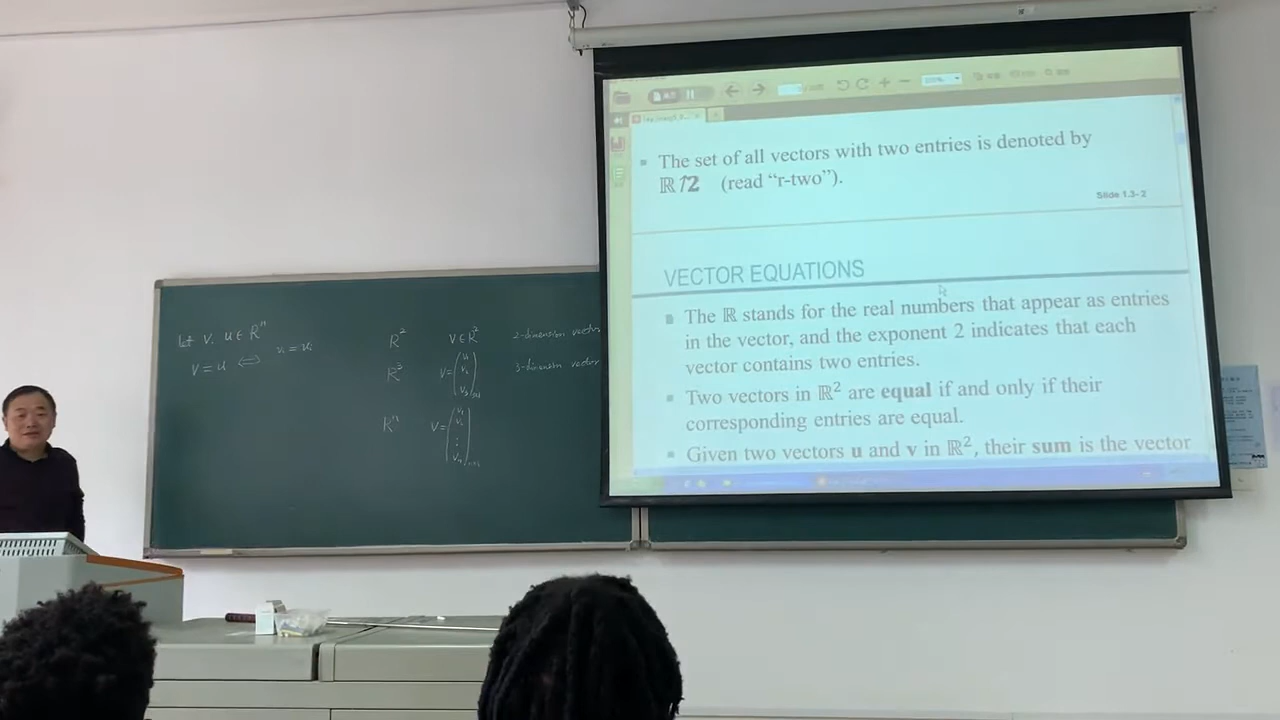 Let V. u ∈ Rⁿ
V = u ⟺ uᵢ = vᵢ
R² V ∈ R² 2-dimension vector
R³ V = 3-dimension vector
Rⁿ V =
The set of all vectors with two entries is denoted by
ℝ↑2 (read “r-two”).
Slide 1.3- 2
VECTOR EQUATIONS
The ℝ stands for the real numbers that appear as entries
in the vector, and the exponent 2 indicates that each
vector contains two entries.
Two vectors in ℝ² are equal if and only if their
corresponding entries are equal.
Given two vectors u and v in ℝ², their sum is the vector